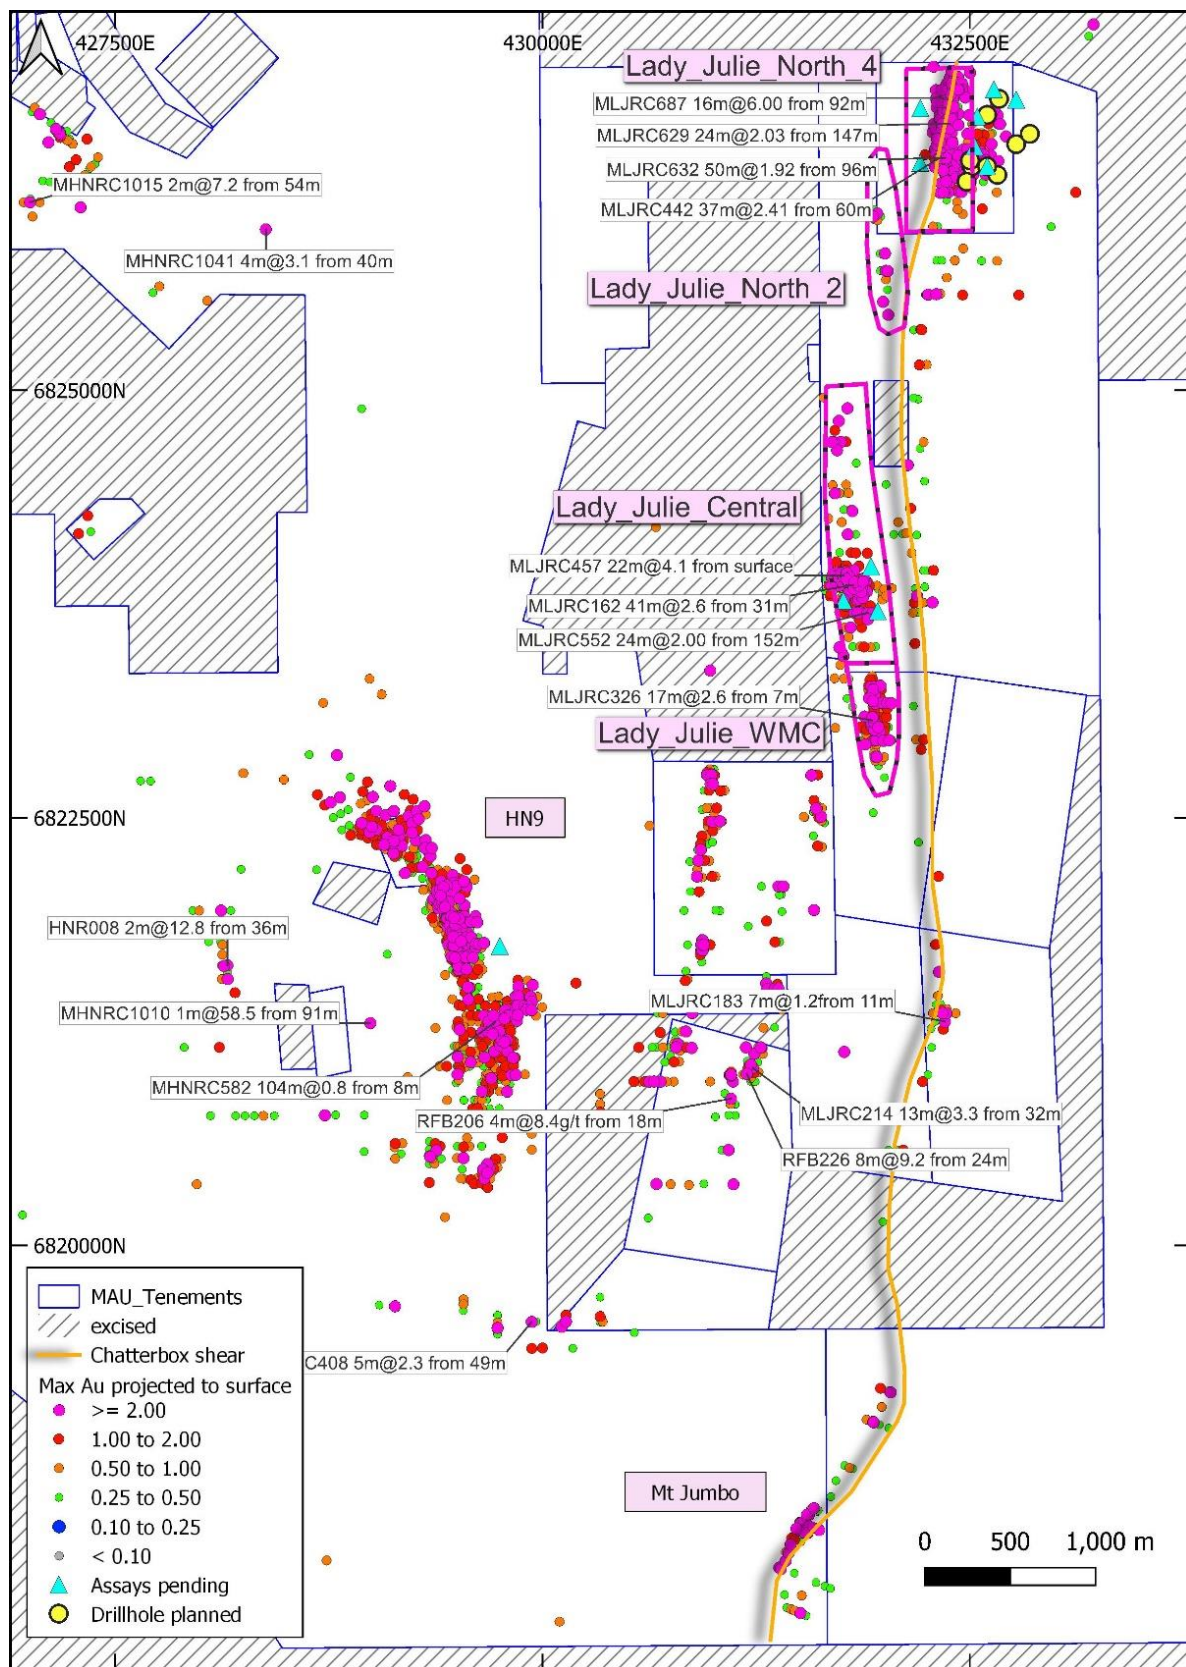 427500E
430000E
432500E
Lady_Julie_North_4
MLJRC687 16m@6.00 from 92m
MLJRC629 24m@2.03 from 147m
MLJRC632 50m@1.92 from 96m
MHNRC1015 2m@7.2 from 54m
MLJRC442 37m@2.41 from 60m
MHNRC1041 4m@3.1 from 40m
Lady_Julie_North_2
6825000N
Lady_Julie_Central
MLJRC457 22m@4.1 from surface
MLJRC162 41m@2.6 from 31m
MLJRC552 24m@2.00 from 152m
MLJRC326 17m@2.6 from 7m
Lady_Julie_WMC
6822500N
HN9
HNR008 2m@12.8 from 36m
MLJRC183 7m@1.2from 11m
MHNRC1010 1m@58.5 from 91m
MHNRC582 104m@0.8 from 8m
MLJRC214 13m@3.3 from 32m
RFB206 4m@8.4g/t from 18m
RFB226 8m@9.2 from 24m
6820000N
C408 5m@2.3 from 49m
MAU_Tenements
excised
Chatterbox shear
Max Au projected to surface
>= 2.00
1.00 to 2.00
0.50 to 1.00
0.25 to 0.50
0.10 to 0.25
< 0.10
Assays pending
Drillhole planned
Mt Jumbo
0 500 1,000 m